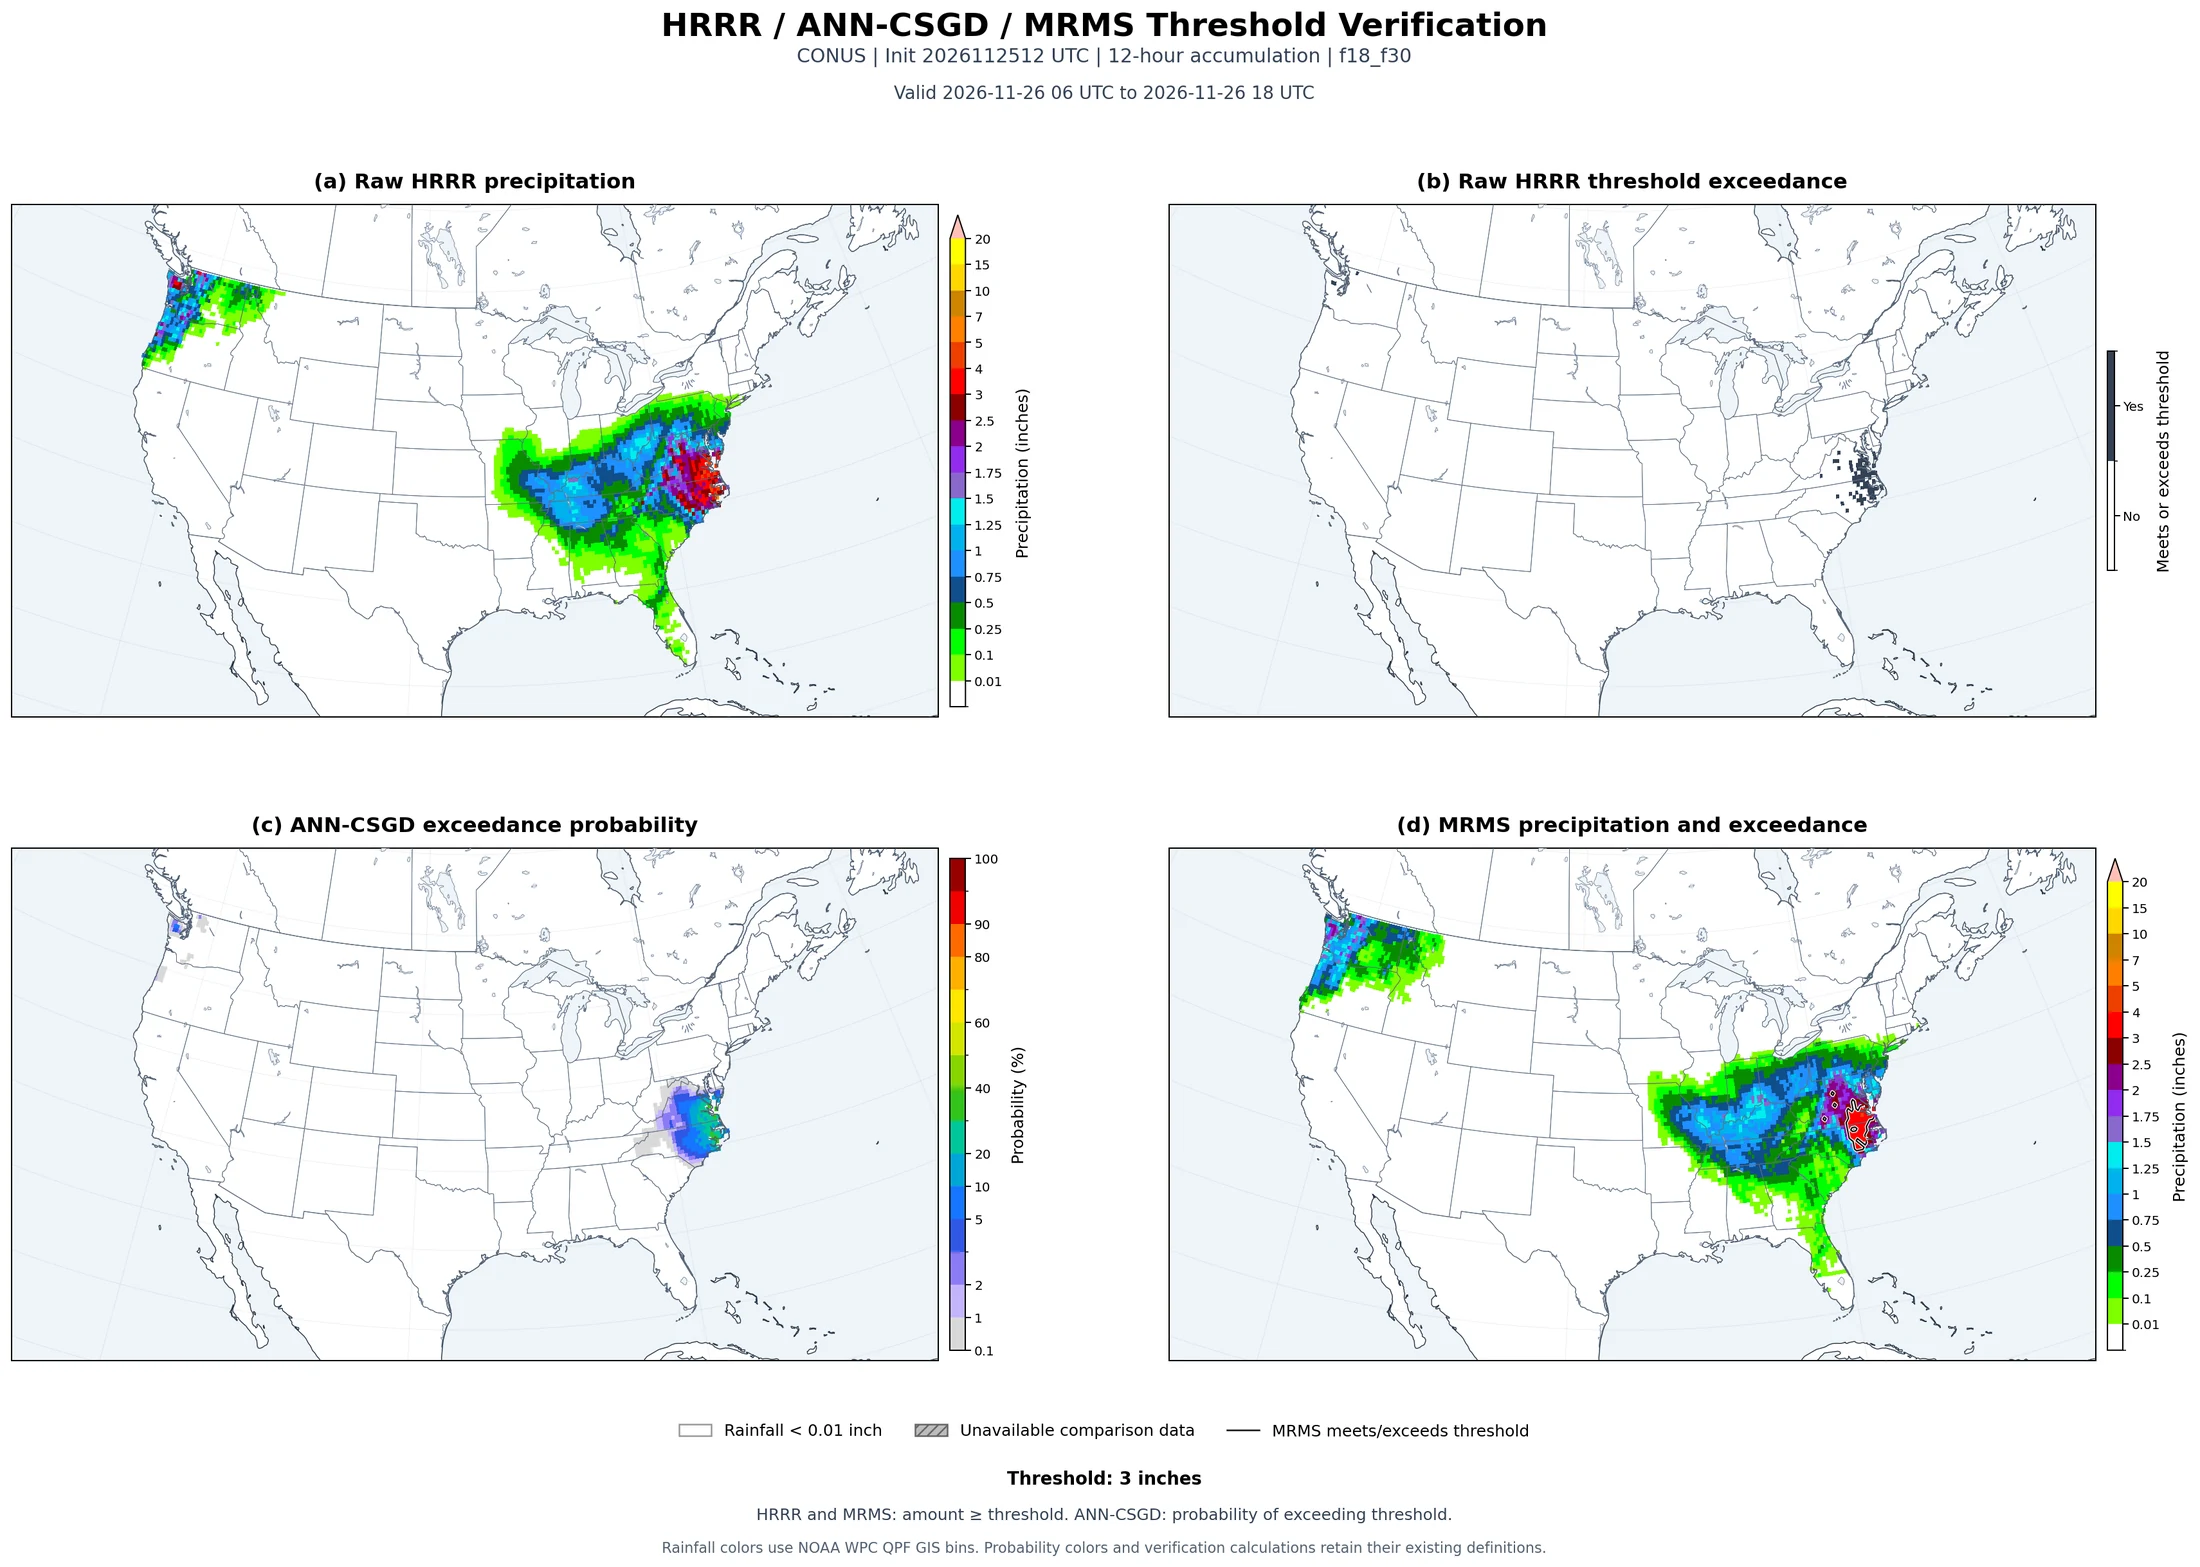 HRRR / ANN-CSGD / MRMS Threshold Verification
CONUS | Init 2026112512 UTC | 12-hour accumulation | f18_f30
Valid 2026-11-26 06 UTC to 2026-11-26 18 UTC
(a) Raw HRRR precipitation
20
15
10
7
5
4
3
2.5
2
1.75
1.5
1.25
1
0.75
0.5
0.25
0.1
0.01
Precipitation (inches)
(b) Raw HRRR threshold exceedance
Yes
No
Meets or exceeds threshold
(c) ANN-CSGD exceedance probability
100
90
80
60
40
20
10
5
2
1
0.1
Probability (%)
(d) MRMS precipitation and exceedance
20
15
10
7
5
4
3
2.5
2
1.75
1.5
1.25
1
0.75
0.5
0.25
0.1
0.01
Precipitation (inches)
Rainfall < 0.01 inch
Unavailable comparison data
MRMS meets/exceeds threshold
Threshold: 3 inches
HRRR and MRMS: amount ≥ threshold. ANN-CSGD: probability of exceeding threshold.
Rainfall colors use NOAA WPC QPF GIS bins. Probability colors and verification calculations retain their existing definitions.